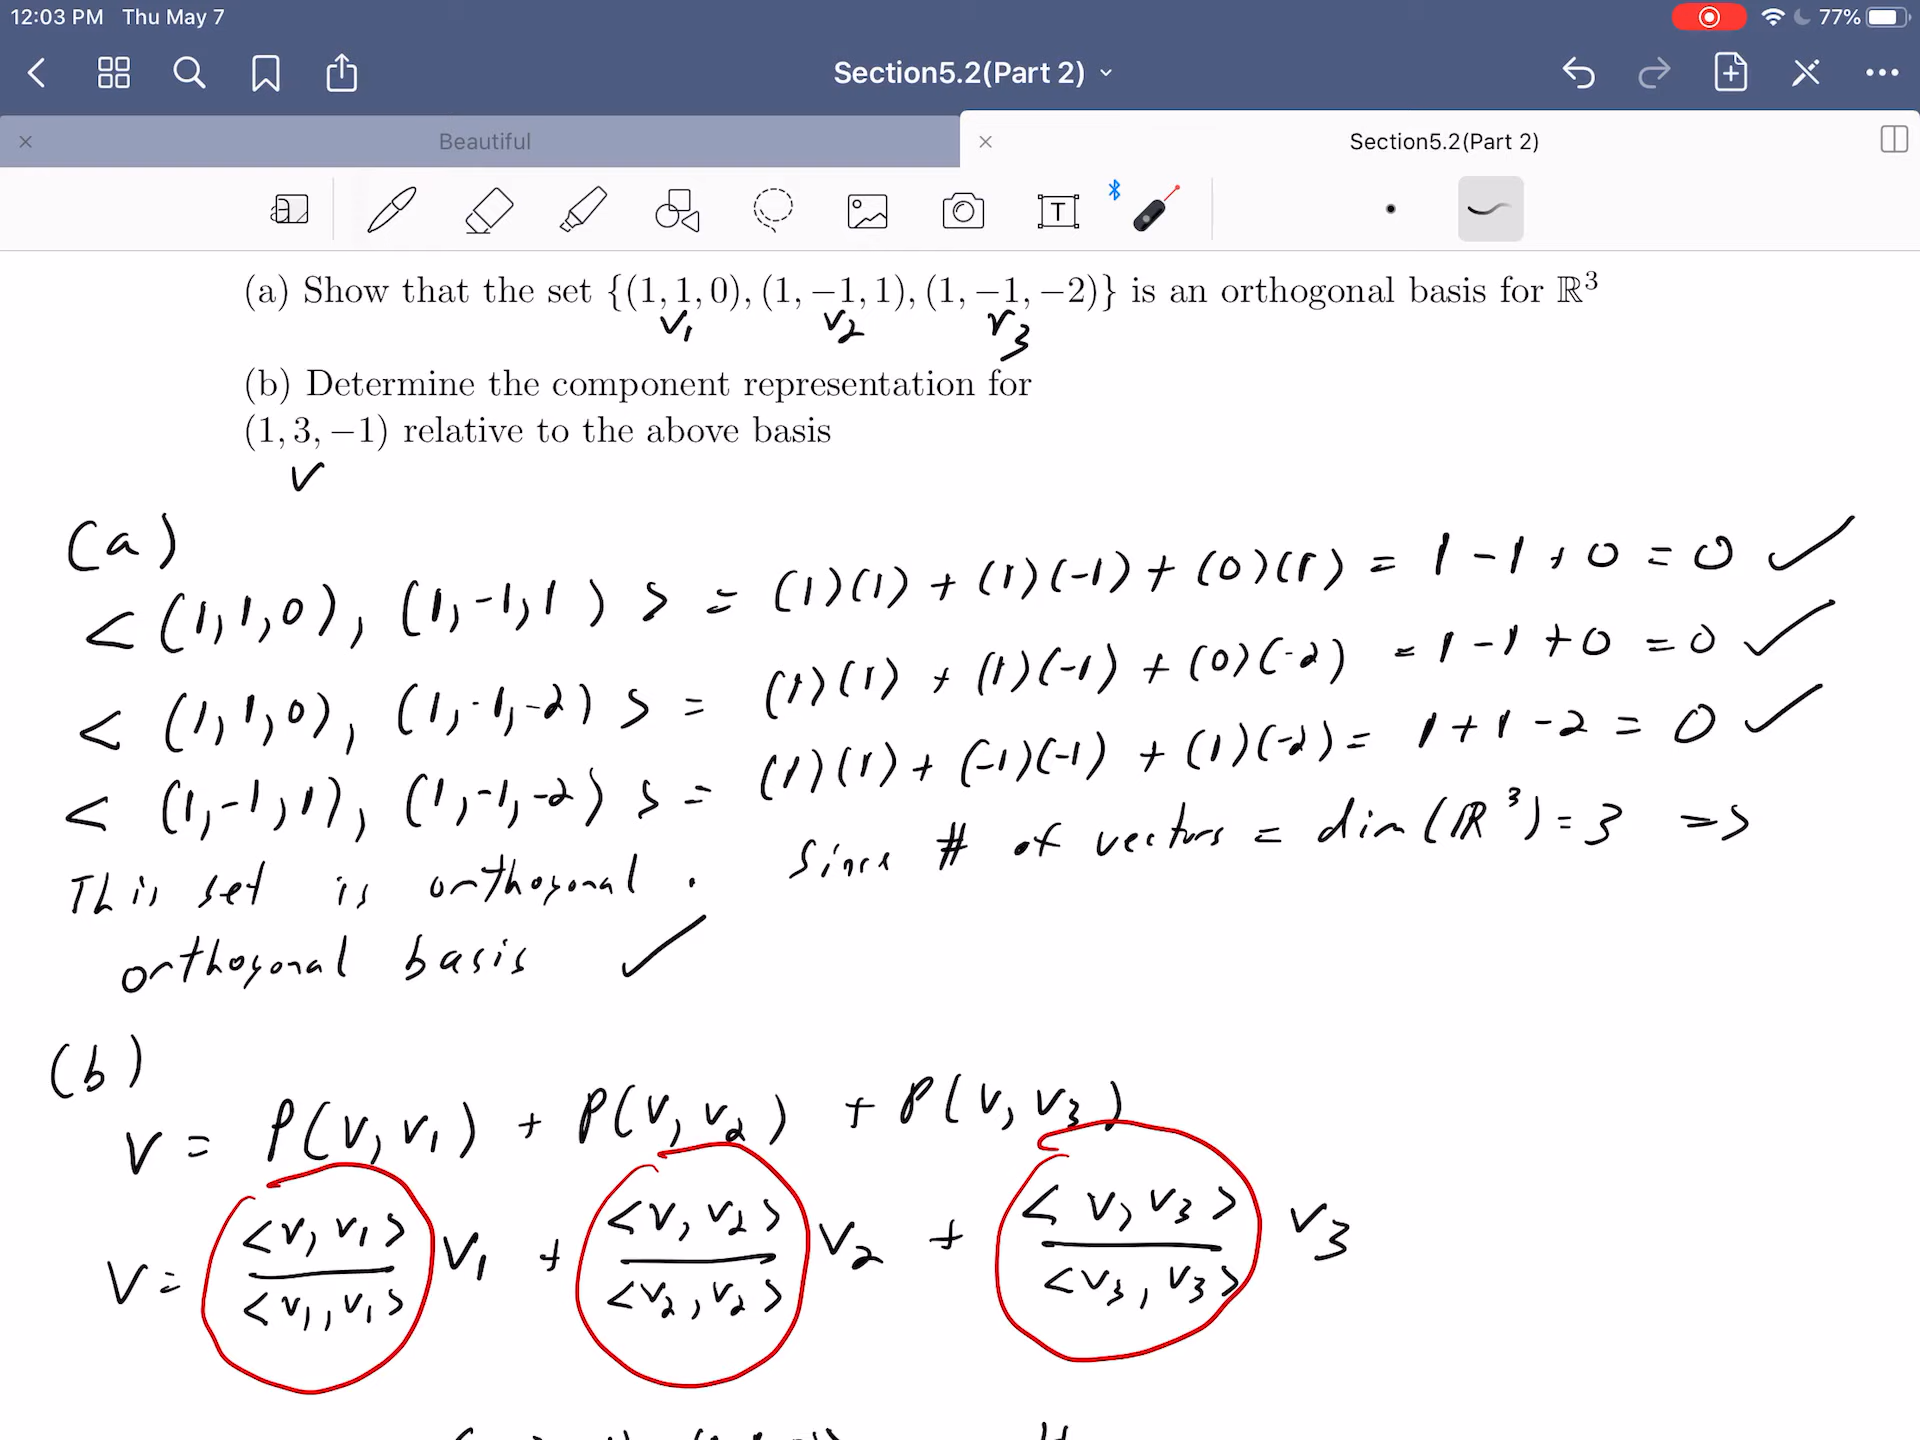 12:03 PM Thu May 7 77%
Section5.2(Part 2)
Beautiful
Section5.2(Part 2)
(a) Show that the set {(1, 1, 0), (1, −1, 1), (1, −1, −2)} is an orthogonal basis for ℝ³
v₁ v₂ v₃
(b) Determine the component representation for
(1, 3, −1) relative to the above basis
v
(a)
< (1,1,0), (1,-1,1) > = (1)(1) + (1)(-1) + (0)(1) = 1 - 1 + 0 = 0 ✓
< (1,1,0), (1,-1,-2) > = (1)(1) + (1)(-1) + (0)(-2) = 1 - 1 + 0 = 0 ✓
< (1,-1,1), (1,-1,-2) > = (1)(1) + (-1)(-1) + (1)(-2) = 1 + 1 - 2 = 0 ✓
This set is orthogonal. Since # of vectors = dim(ℝ³) = 3 =>
orthogonal basis ✓
(b)
v = P(v, v₁) + P(v, v₂) + P(v, v₃)
v = <v, v₁> / <v₁, v₁> v₁ + <v, v₂> / <v₂, v₂> v₂ + <v, v₃> / <v₃, v₃> v₃